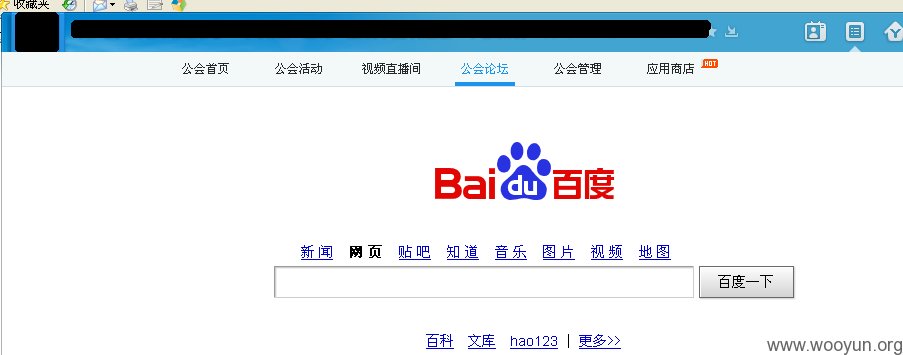 收藏夹
公会首页 公会活动 视频直播间 公会论坛 公会管理 应用商店 HOT
Bai du 百度
新闻 网页 贴吧 知道 音乐 图片 视频 地图
百度一下
百科 文库 hao123 | 更多>>
www.wooyun.org